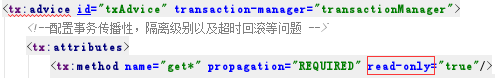 <tx:advice id="txAdvice" transaction-manager="transactionManager">
<!--配置事务传播性，隔离级别以及超时回滚等问题 -->
<tx:attributes>
<tx:method name="get*" propagation="REQUIRED" read-only="true"/>